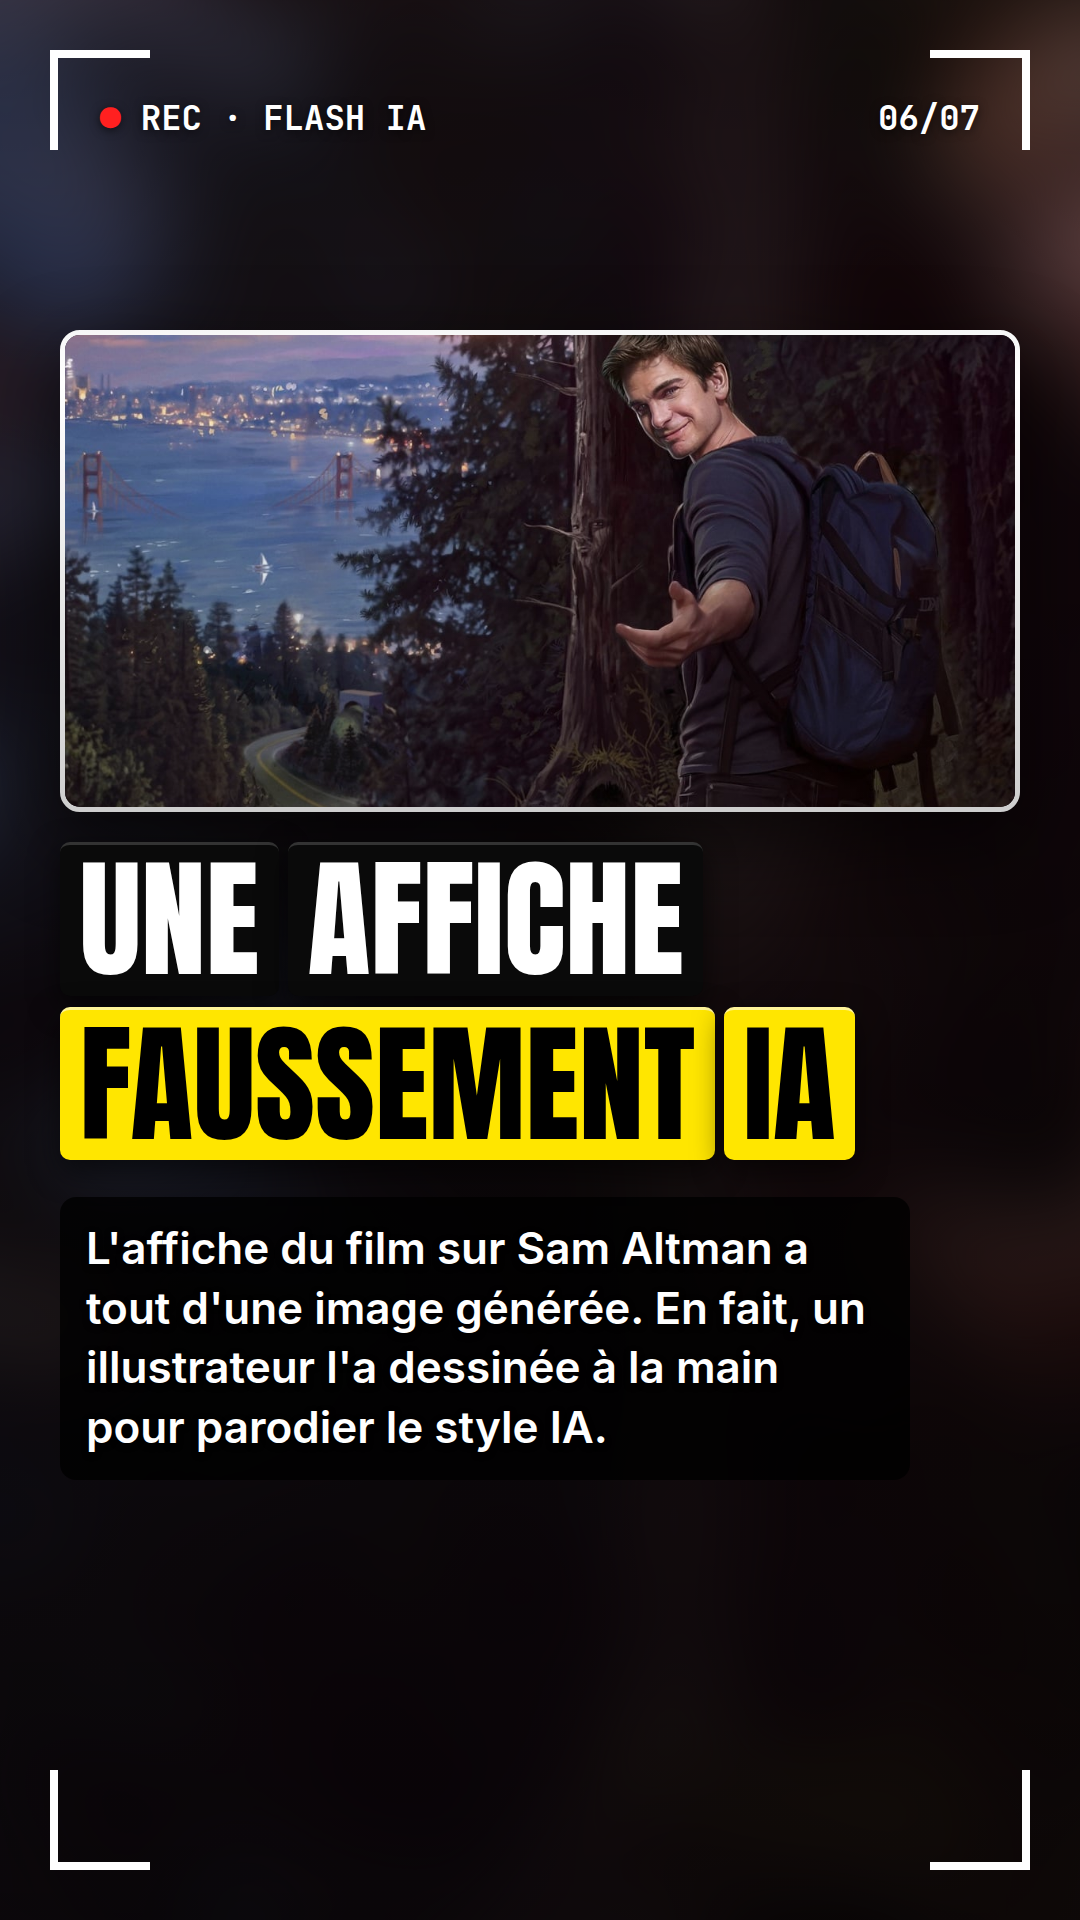 REC · FLASH IA
06/07
UNE AFFICHE
FAUSSEMENT IA
L'affiche du film sur Sam Altman a
tout d'une image générée. En fait, un
illustrateur l'a dessinée à la main
pour parodier le style IA.